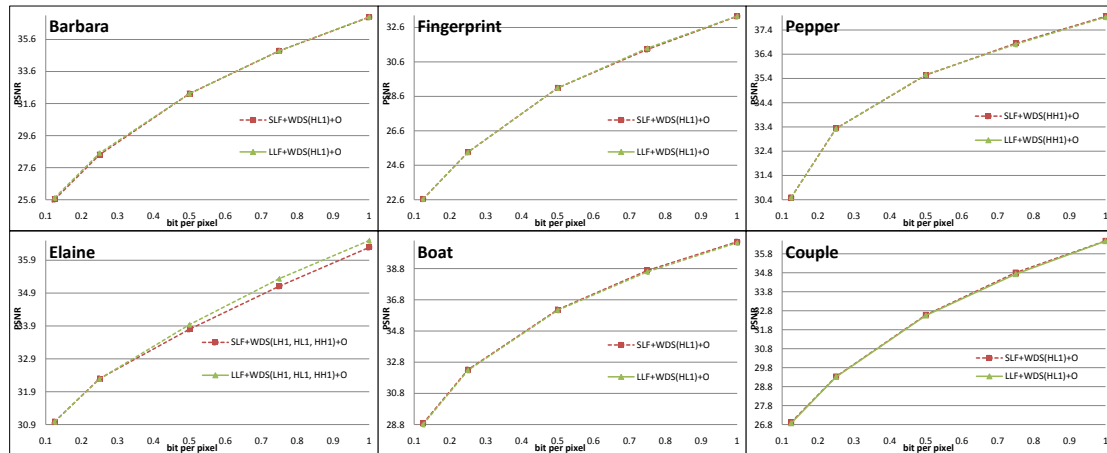 Barbara
PSNR
35.6
33.6
31.6
29.6
27.6
25.6
SLF+WDS(HL1)+O
LLF+WDS(HL1)+O
0.1 0.2 0.3 0.4 0.5 0.6 0.7 0.8 0.9 1
bit per pixel
Fingerprint
PSNR
32.6
30.6
28.6
26.6
24.6
22.6
SLF+WDS(HL1)+O
LLF+WDS(HL1)+O
0.1 0.2 0.3 0.4 0.5 0.6 0.7 0.8 0.9 1
bit per pixel
Pepper
PSNR
37.4
36.4
35.4
34.4
33.4
32.4
31.4
30.4
SLF+WDS(HH1)+O
LLF+WDS(HH1)+O
0.1 0.2 0.3 0.4 0.5 0.6 0.7 0.8 0.9 1
bit per pixel
Elaine
PSNR
35.9
34.9
33.9
32.9
31.9
30.9
SLF+WDS(LH1, HL1, HH1)+O
LLF+WDS(LH1, HL1, HH1)+O
0.1 0.2 0.3 0.4 0.5 0.6 0.7 0.8 0.9 1
bit per pixel
Boat
PSNR
38.8
36.8
34.8
32.8
30.8
28.8
SLF+WDS(HL1)+O
LLF+WDS(HL1)+O
0.1 0.2 0.3 0.4 0.5 0.6 0.7 0.8 0.9 1
bit per pixel
Couple
PSNR
35.8
34.8
33.8
32.8
31.8
30.8
29.8
28.8
27.8
26.8
SLF+WDS(HL1)+O
LLF+WDS(HL1)+O
0.1 0.2 0.3 0.4 0.5 0.6 0.7 0.8 0.9 1
bit per pixel